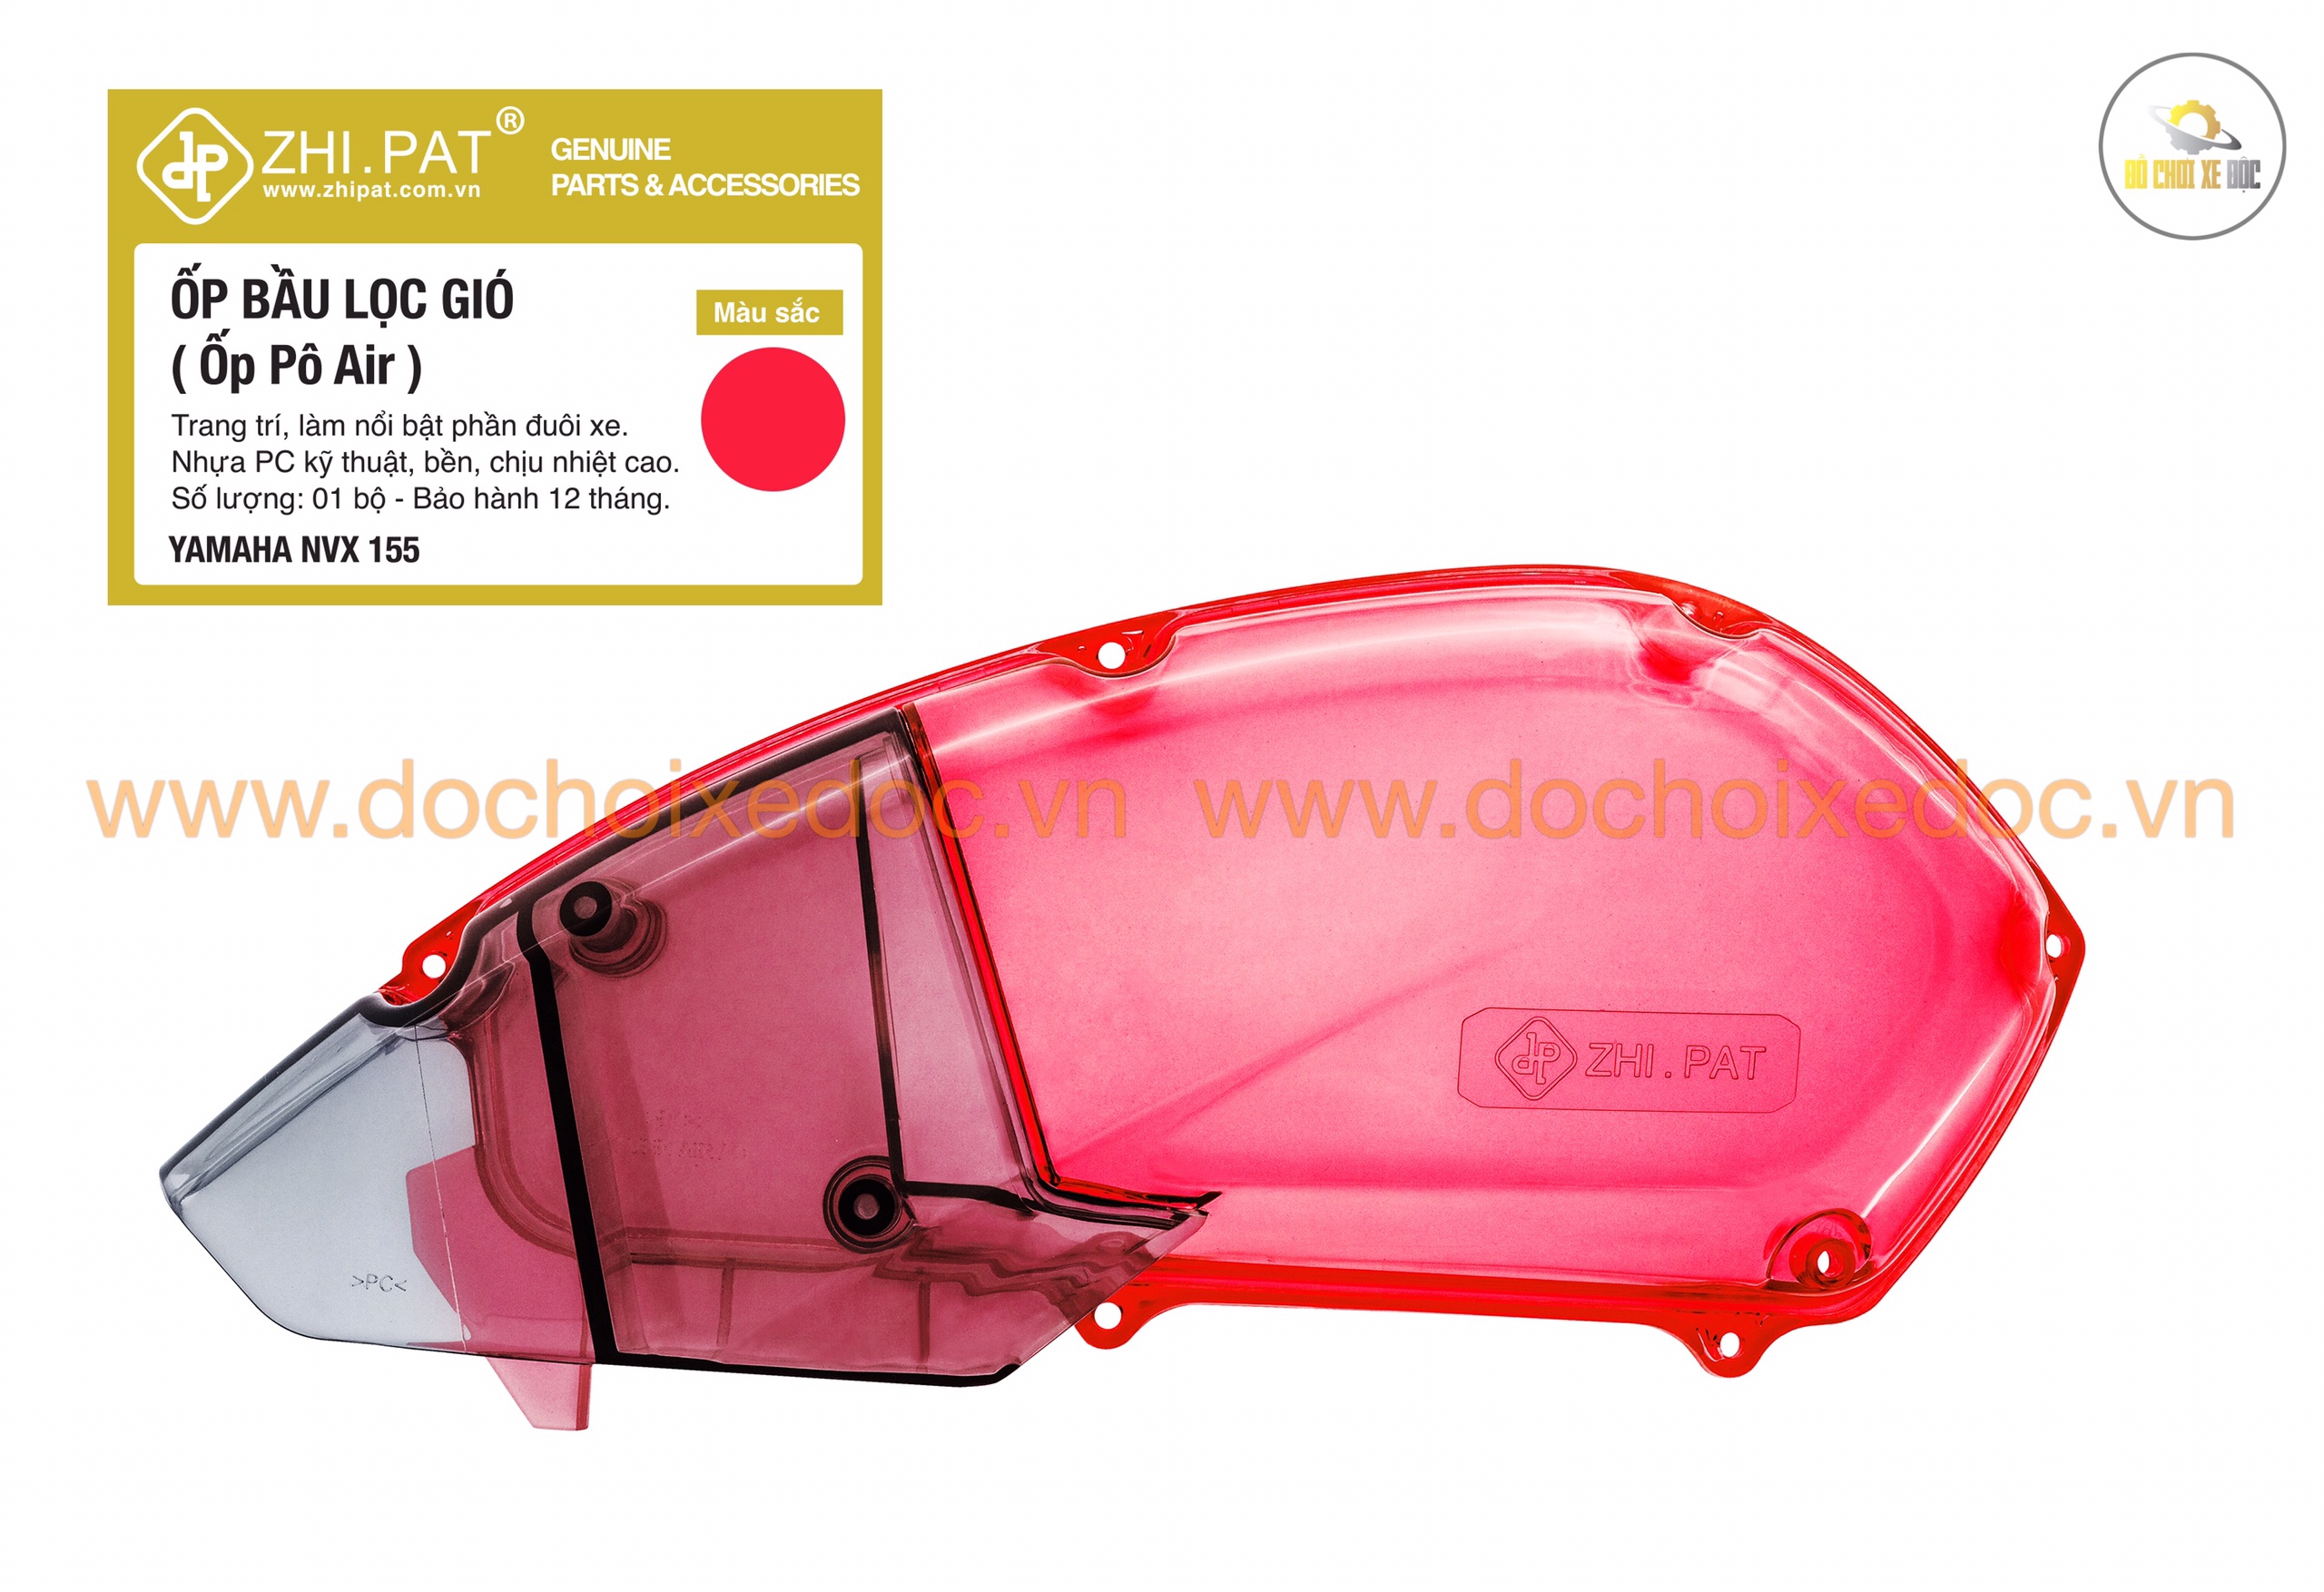 ZHI.PAT®
www.zhipat.com.vn
GENUINE
PARTS & ACCESSORIES
ĐỒ CHƠI XE ĐỘC
ỐP BẦU LỌC GIÓ
( Ốp Pô Air )
Màu sắc
Trang trí, làm nổi bật phần đuôi xe.
Nhựa PC kỹ thuật, bền, chịu nhiệt cao.
Số lượng: 01 bộ - Bảo hành 12 tháng.
YAMAHA NVX 155
www.dochoixedoc.vn www.dochoixedoc.vn
ZHI.PAT
>PC<